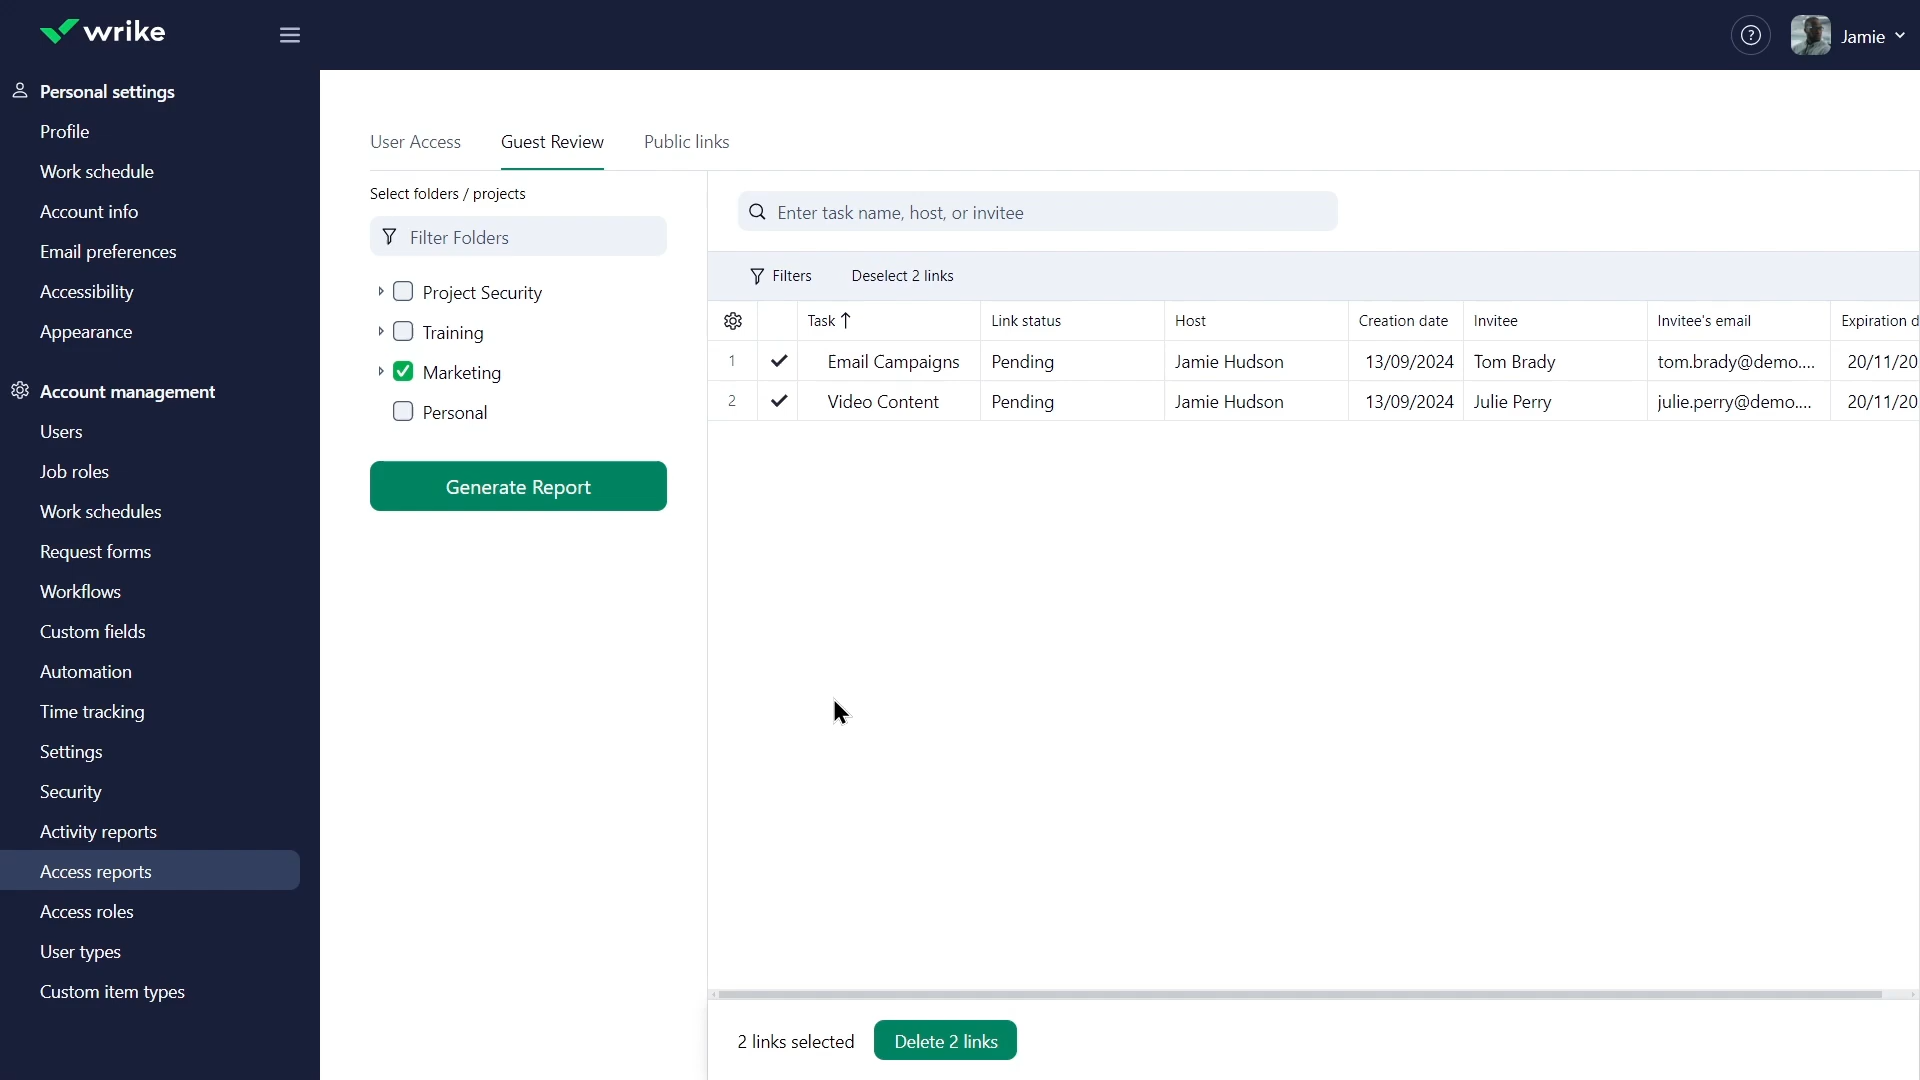 wrike
Jamie
Personal settings
Profile
Work schedule
Account info
Email preferences
Accessibility
Appearance
Account management
Users
Job roles
Work schedules
Request forms
Workflows
Custom fields
Automation
Time tracking
Settings
Security
Activity reports
Access reports
Access roles
User types
Custom item types
User Access Guest Review Public links
Select folders / projects
Filter Folders
Project Security
Training
Marketing
Personal
Generate Report
Enter task name, host, or invitee
Filters Deselect 2 links
Task Link status Host Creation date Invitee Invitee's email Expiration d
1 Email Campaigns Pending Jamie Hudson 13/09/2024 Tom Brady tom.brady@demo.... 20/11/20
2 Video Content Pending Jamie Hudson 13/09/2024 Julie Perry julie.perry@demo.... 20/11/20
2 links selected Delete 2 links